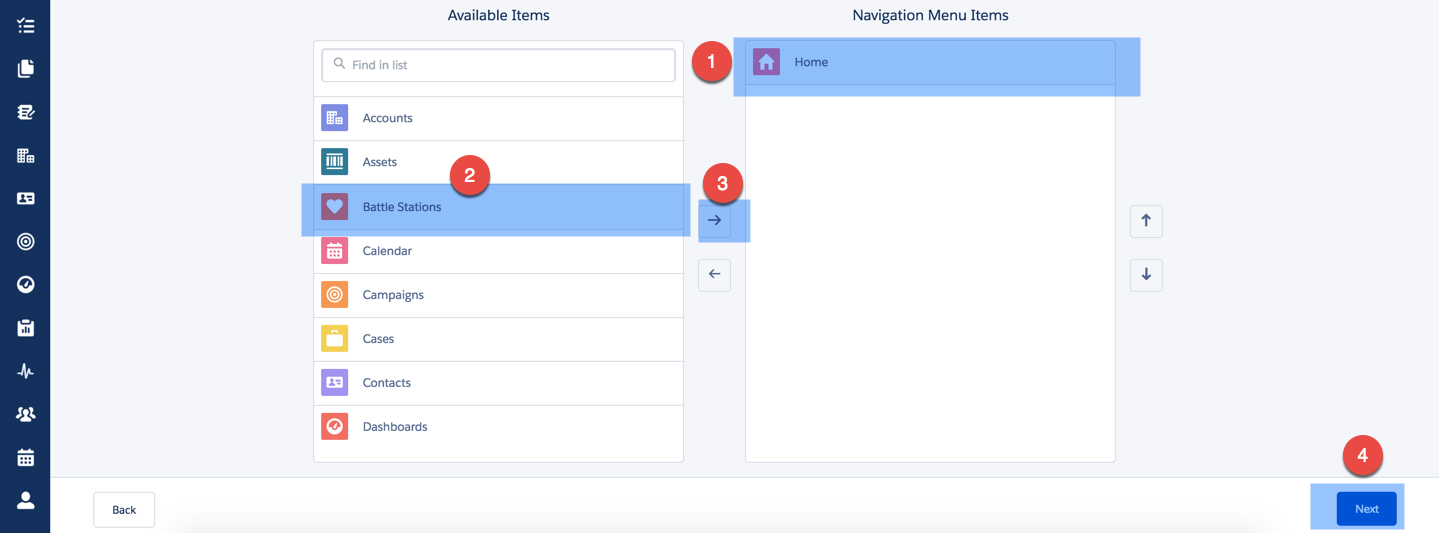 Available Items
Navigation Menu Items
Find in list
1
Home
Accounts
Assets
2
3
Battle Stations
Calendar
Campaigns
Cases
Contacts
Dashboards
4
Back
Next